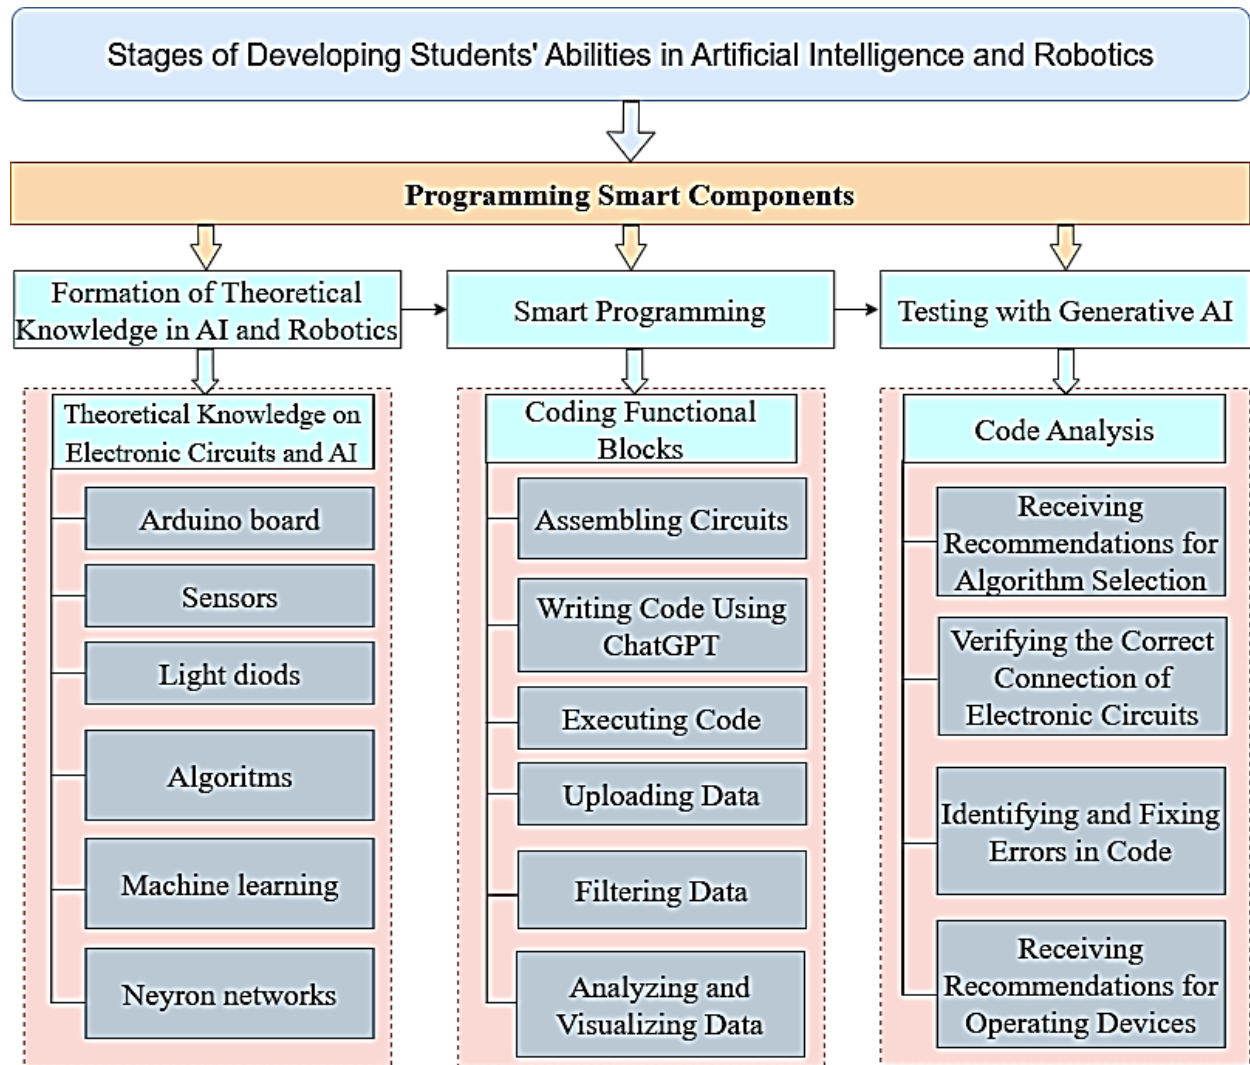 Stages of Developing Students' Abilities in Artificial Intelligence and Robotics
Programming Smart Components
Formation of Theoretical
Knowledge in AI and Robotics
Smart Programming
Testing with Generative AI
Theoretical Knowledge on
Electronic Circuits and AI
Arduino board
Sensors
Light diods
Algoritms
Machine learning
Neyron networks
Coding Functional
Blocks
Assembling Circuits
Writing Code Using
ChatGPT
Executing Code
Uploading Data
Filtering Data
Analyzing and
Visualizing Data
Code Analysis
Receiving
Recommendations for
Algorithm Selection
Verifying the Correct
Connection of
Electronic Circuits
Identifying and Fixing
Errors in Code
Receiving
Recommendations for
Operating Devices